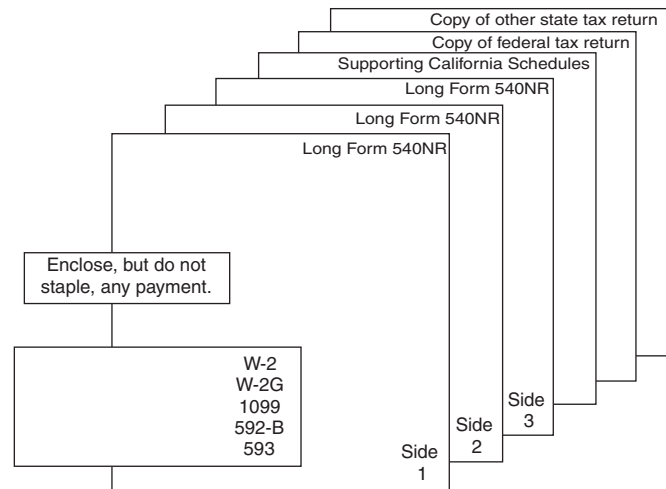 Copy of other state tax return
Copy of federal tax return
Supporting California Schedules
Long Form 540NR
Long Form 540NR
Long Form 540NR
Enclose, but do not
staple, any payment.
W-2
W-2G
1099
592-B
593
Side
3
Side
2
Side
1